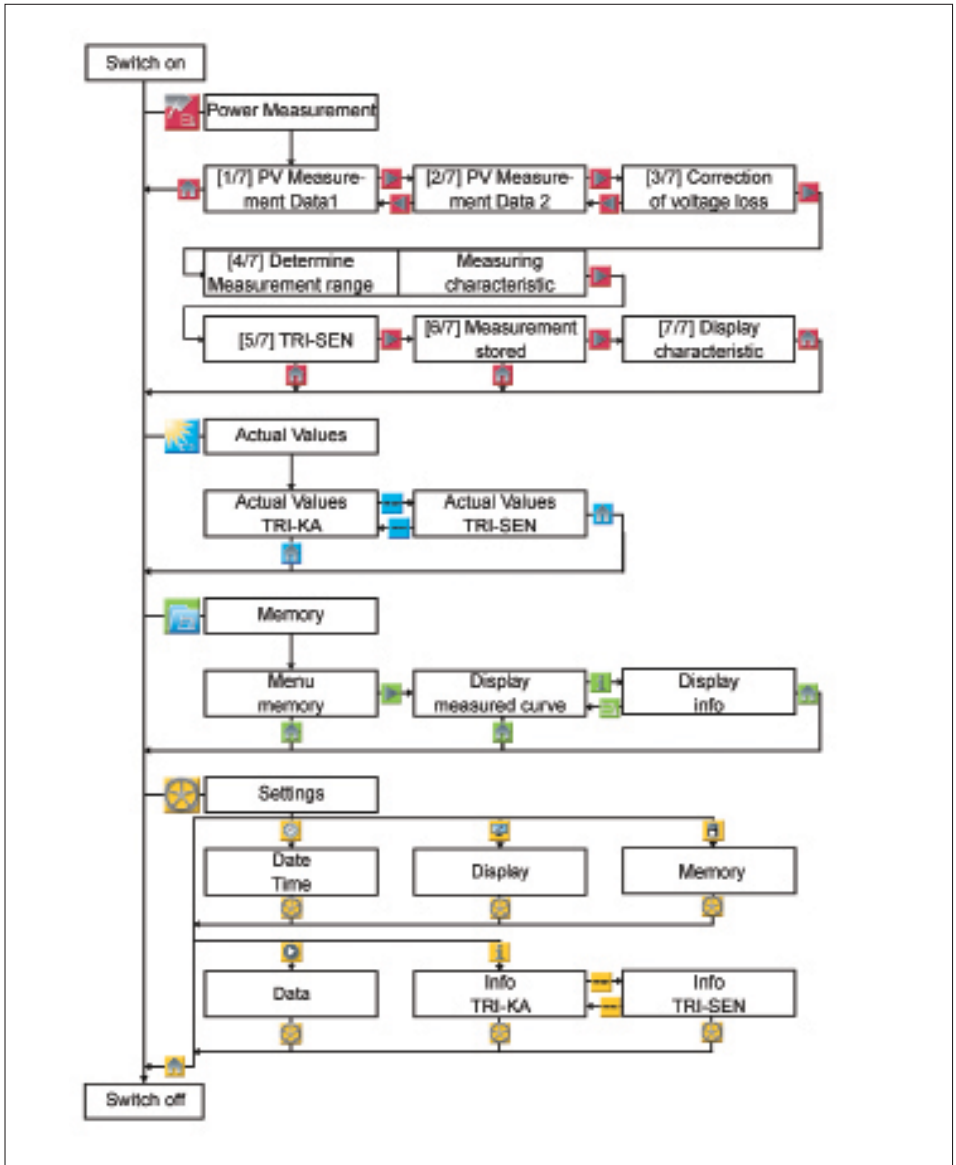 Switch on
Power Measurement
[1/7] PV Measure-
ment Data1
[2/7] PV Measure-
ment Data 2
[3/7] Correction
of voltage loss
[4/7] Determine
Measurement range
Measuring
characteristic
[5/7] TRI-SEN
[6/7] Measurement
stored
[7/7] Display
characteristic
Actual Values
Actual Values
TRI-KA
Actual Values
TRI-SEN
Memory
Menu
memory
Display
measured curve
Display
info
Settings
Date
Time
Display
Memory
Data
Info
TRI-KA
Info
TRI-SEN
Switch off